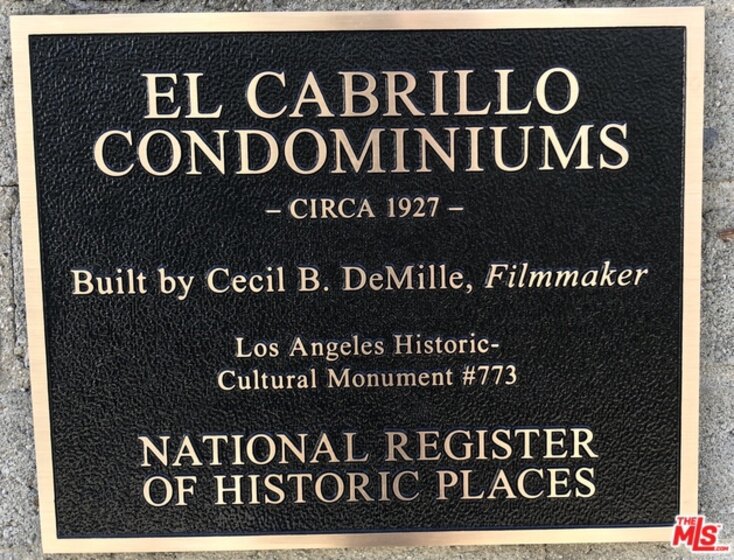 EL CABRILLO
CONDOMINIUMS
– CIRCA 1927 –
Built by Cecil B. DeMille, Filmmaker
Los Angeles Historic-
Cultural Monument #773
NATIONAL REGISTER
OF HISTORIC PLACES
THE
MLS
.COM